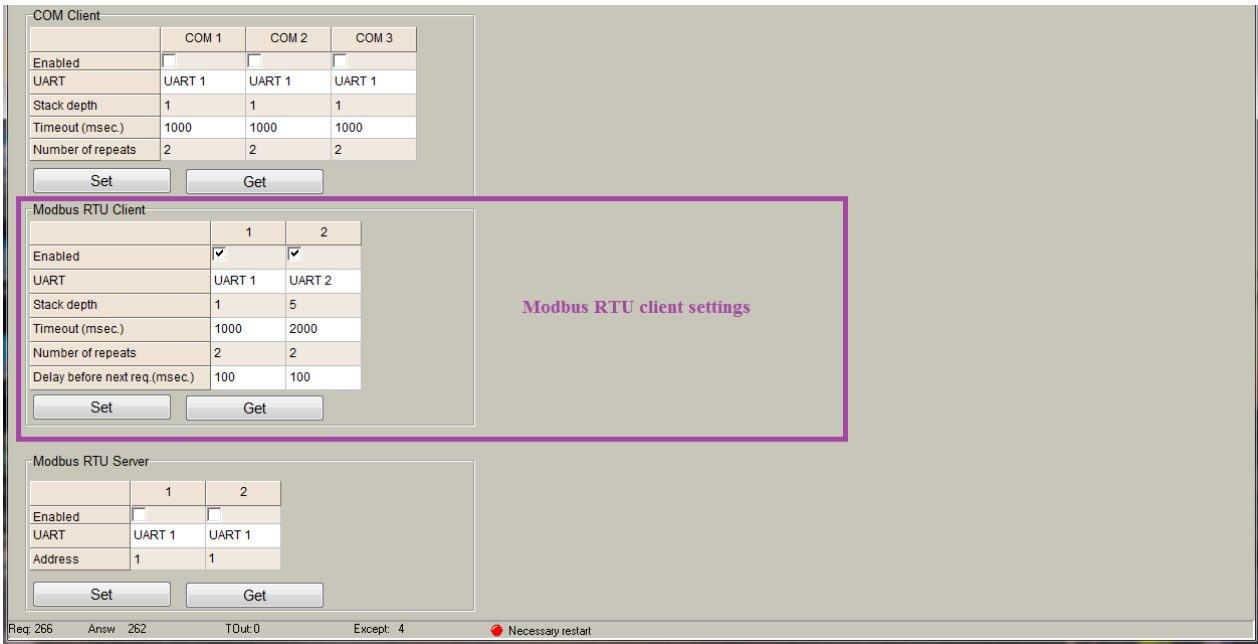 COM Client
COM 1 COM 2 COM 3
Enabled
UART UART 1 UART 1 UART 1
Stack depth 1 1 1
Timeout (msec.) 1000 1000 1000
Number of repeats 2 2 2
Set Get
Modbus RTU Client
1 2
Enabled
UART UART 1 UART 2
Stack depth 1 5
Modbus RTU client settings
Timeout (msec.) 1000 2000
Number of repeats 2 2
Delay before next req.(msec.) 100 100
Set Get
Modbus RTU Server
1 2
Enabled
UART UART 1 UART 1
Address 1 1
Set Get
Req: 266 Answ 262 TOut: 0 Except: 4 Necessary restart